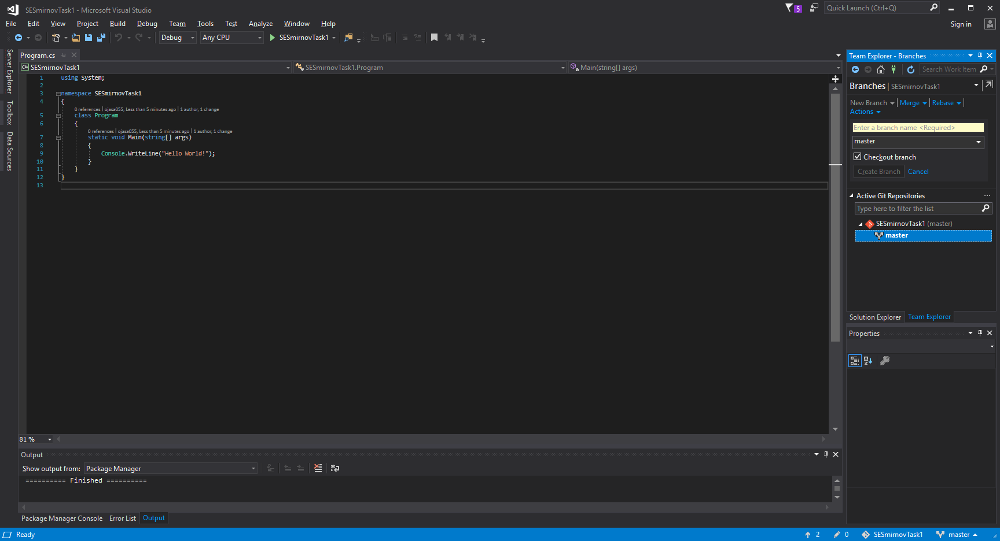 SESmirnovTask1 - Microsoft Visual Studio
5
Quick Launch (Ctrl+Q)
File Edit View Project Build Debug Team Tools Test Analyze Window Help
Sign in
Debug Any CPU SESmirnovTask1
Server Explorer
Toolbox
Data Sources
Program.cs
C# SESmirnovTask1 SESmirnovTask1.Program Main(string[] args)
1 using System;
2
3 namespace SESmirnovTask1
4 {
0 references | ojasa055, Less than 5 minutes ago | 1 author, 1 change
5 class Program
6 {
0 references | ojasa055, Less than 5 minutes ago | 1 author, 1 change
7 static void Main(string[] args)
8 {
9 Console.WriteLine("Hello World!");
10 }
11 }
12 }
13
81 %
Output
Show output from: Package Manager
========== Finished ==========
Package Manager Console Error List Output
Team Explorer - Branches
Search Work Item
Branches | SESmirnovTask1
New Branch | Merge | Rebase |
Actions
Enter a branch name <Required>
master
Checkout branch
Create Branch Cancel
Active Git Repositories
Type here to filter the list
SESmirnovTask1 (master)
master
Solution Explorer Team Explorer
Properties
Ready
2 0 SESmirnovTask1 master